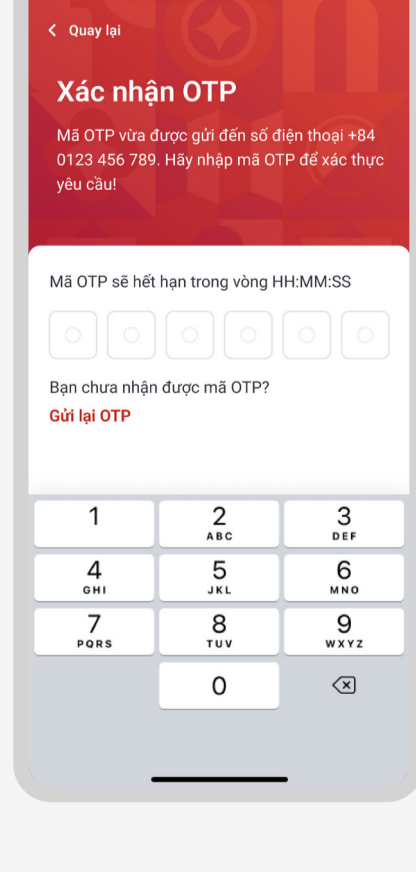 Quay lại
Xác nhận OTP
Mã OTP vừa được gửi đến số điện thoại +84
0123 456 789. Hãy nhập mã OTP để xác thực
yêu cầu!
Mã OTP sẽ hết hạn trong vòng HH:MM:SS
Bạn chưa nhận được mã OTP?
Gửi lại OTP
1 2 3
ABC DEF
4 5 6
GHI JKL MNO
7 8 9
PQRS TUV WXYZ
0